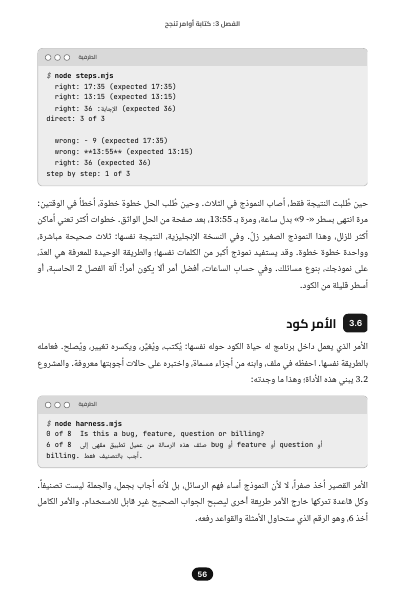 الفصل 3: كتابة أوامر تنجح
الطرفية
$ node steps.mjs
right: 17:35 (expected 17:35)
right: 13:15 (expected 13:15)
right: 36 :الإجابة (expected 36)
direct: 3 of 3
wrong: - 9 (expected 17:35)
wrong: **13:55** (expected 13:15)
right: 36 (expected 36)
step by step: 1 of 3
حين طُلبت النتيجة فقط، أصاب النموذج في الثلاث. وحين طُلب الحل خطوة خطوة، أخطأ في الوقتين:
مرة انتهى بسطر «- 9» بدل ساعة، ومرة بـ 13:55، بعد صفحة من الحل الواثق. خطوات أكثر تعني أماكن
أكثر للزلل، وهذا النموذج الصغير زلّ. وفي النسخة الإنجليزية، النتيجة نفسها: ثلاث صحيحة مباشرة،
وواحدة خطوة خطوة. وقد يستفيد نموذج أكبر من الكلمات نفسها؛ والطريقة الوحيدة للمعرفة هي العدّ،
على نموذجك، بنوع مسائلك. وفي حساب الساعات، أفضل أمر ألا يكون أمراً: آلة الفصل 2 الحاسبة، أو
أسطر قليلة من الكود.
3.6 الأمر كود
الأمر الذي يعمل داخل برنامج له حياة الكود حوله نفسها: يُكتب، ويُغيَّر، ويكسره تغيير، ويُصلح. فعامله
بالطريقة نفسها. احفظه في ملف، وابنه من أجزاء مسماة، واختبره على حالات أجوبتها معروفة. والمشروع
3.2 يبني هذه الأداة؛ وهذا ما وجدته:
الطرفية
$ node harness.mjs
0 of 8  Is this a bug, feature, question or billing?
6 of 8  صنف هذه الرسالة من عميل تطبيق مقهى إلى bug أو feature أو question أو
billing. أجب بالتصنيف فقط.
الأمر القصير أخذ صفراً، لا لأن النموذج أساء فهم الرسائل، بل لأنه أجاب بجمل، والجملة ليست تصنيفاً.
وكل قاعدة تتركها خارج الأمر طريقة أخرى ليصبح الجواب الصحيح غير قابل للاستخدام. والأمر الكامل
أخذ 6، وهو الرقم الذي ستحاول الأمثلة والقواعد رفعه.
56